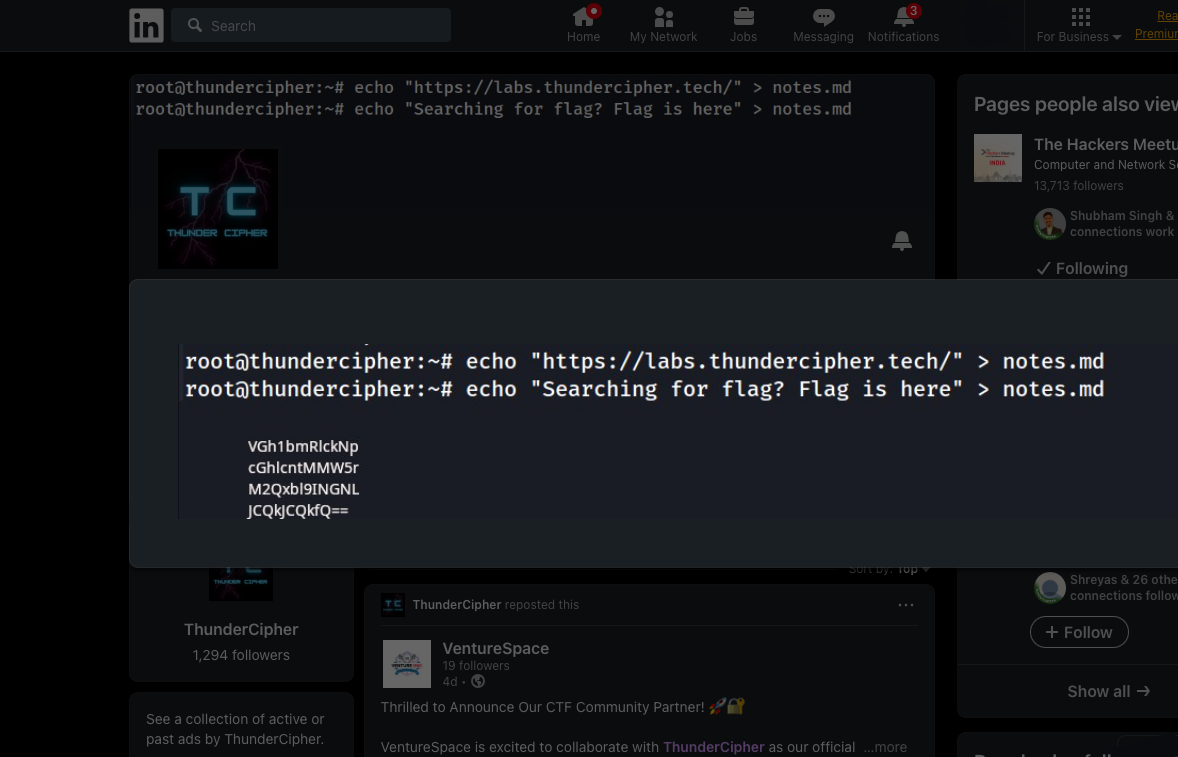 in
Search
Home
My Network
Jobs
Messaging
3
Notifications
For Business
Rea
Premium
root@thundercipher:~# echo "https://labs.thundercipher.tech/" > notes.md
root@thundercipher:~# echo "Searching for flag? Flag is here" > notes.md
TC
THUNDER CIPHER
Pages people also view
The Hackers Meetu
INDIA
Computer and Network Se
13,713 followers
Shubham Singh &
connections work
Following
root@thundercipher:~# echo "https://labs.thundercipher.tech/" > notes.md
root@thundercipher:~# echo "Searching for flag? Flag is here" > notes.md
VGh1bmRlckNp
cGhlcntMMW5r
M2Qxbl9INGNL
JCQkJCQkfQ==
Sort by: Top
THUNDER CIPHER
ThunderCipher
1,294 followers
See a collection of active or
past ads by ThunderCipher.
TC
ThunderCipher reposted this
VentureSpace
19 followers
4d •
Thrilled to Announce Our CTF Community Partner! 🚀🔐
VentureSpace is excited to collaborate with ThunderCipher as our official ...more
Shreyas & 26 othe
connections follow
+ Follow
Show all →